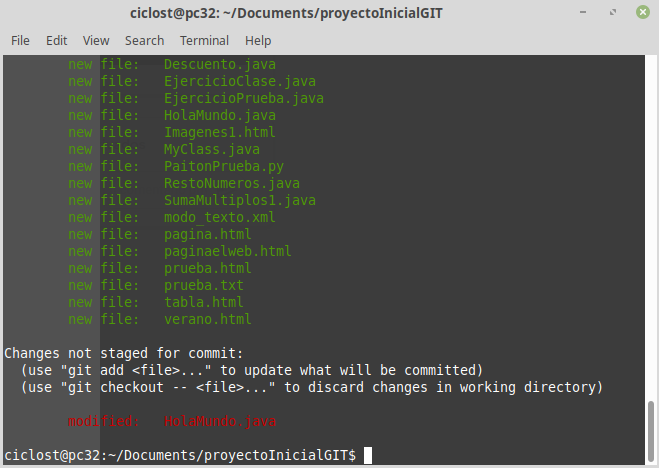 ciclost@pc32: ~/Documents/proyectoInicialGIT
File Edit View Search Terminal Help
new file: Descuento.java
new file: EjercicioClase.java
new file: EjercicioPrueba.java
new file: HolaMundo.java
new file: Imagenes1.html
new file: MyClass.java
new file: PaitonPrueba.py
new file: RestoNumeros.java
new file: SumaMultiplos1.java
new file: modo_texto.xml
new file: pagina.html
new file: paginaelweb.html
new file: prueba.html
new file: prueba.txt
new file: tabla.html
new file: verano.html
Changes not staged for commit:
(use "git add <file>..." to update what will be committed)
(use "git checkout -- <file>..." to discard changes in working directory)
modified: HolaMundo.java
ciclost@pc32:~/Documents/proyectoInicialGIT$